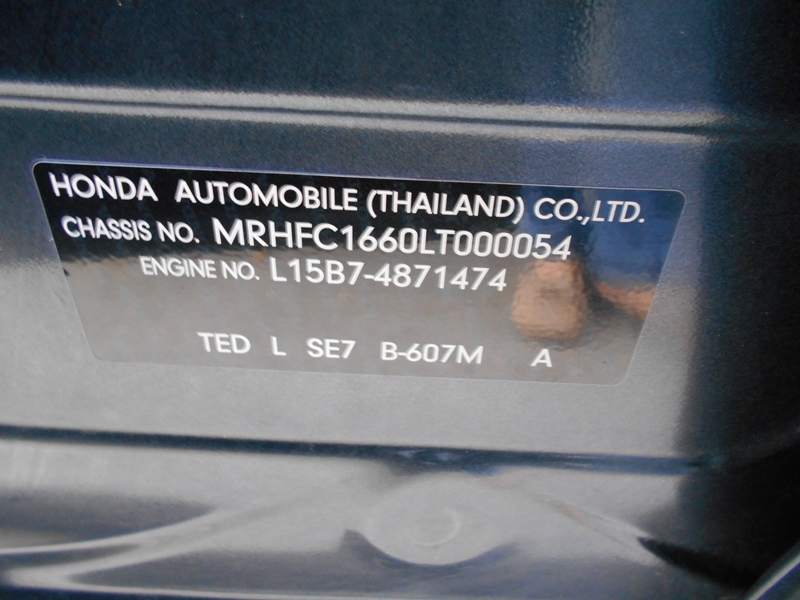 HONDA AUTOMOBILE (THAILAND) CO.,LTD.
CHASSIS NO. MRHFC1660LT000054
ENGINE NO. L15B7-4871474
TED L SE7 B-607M A